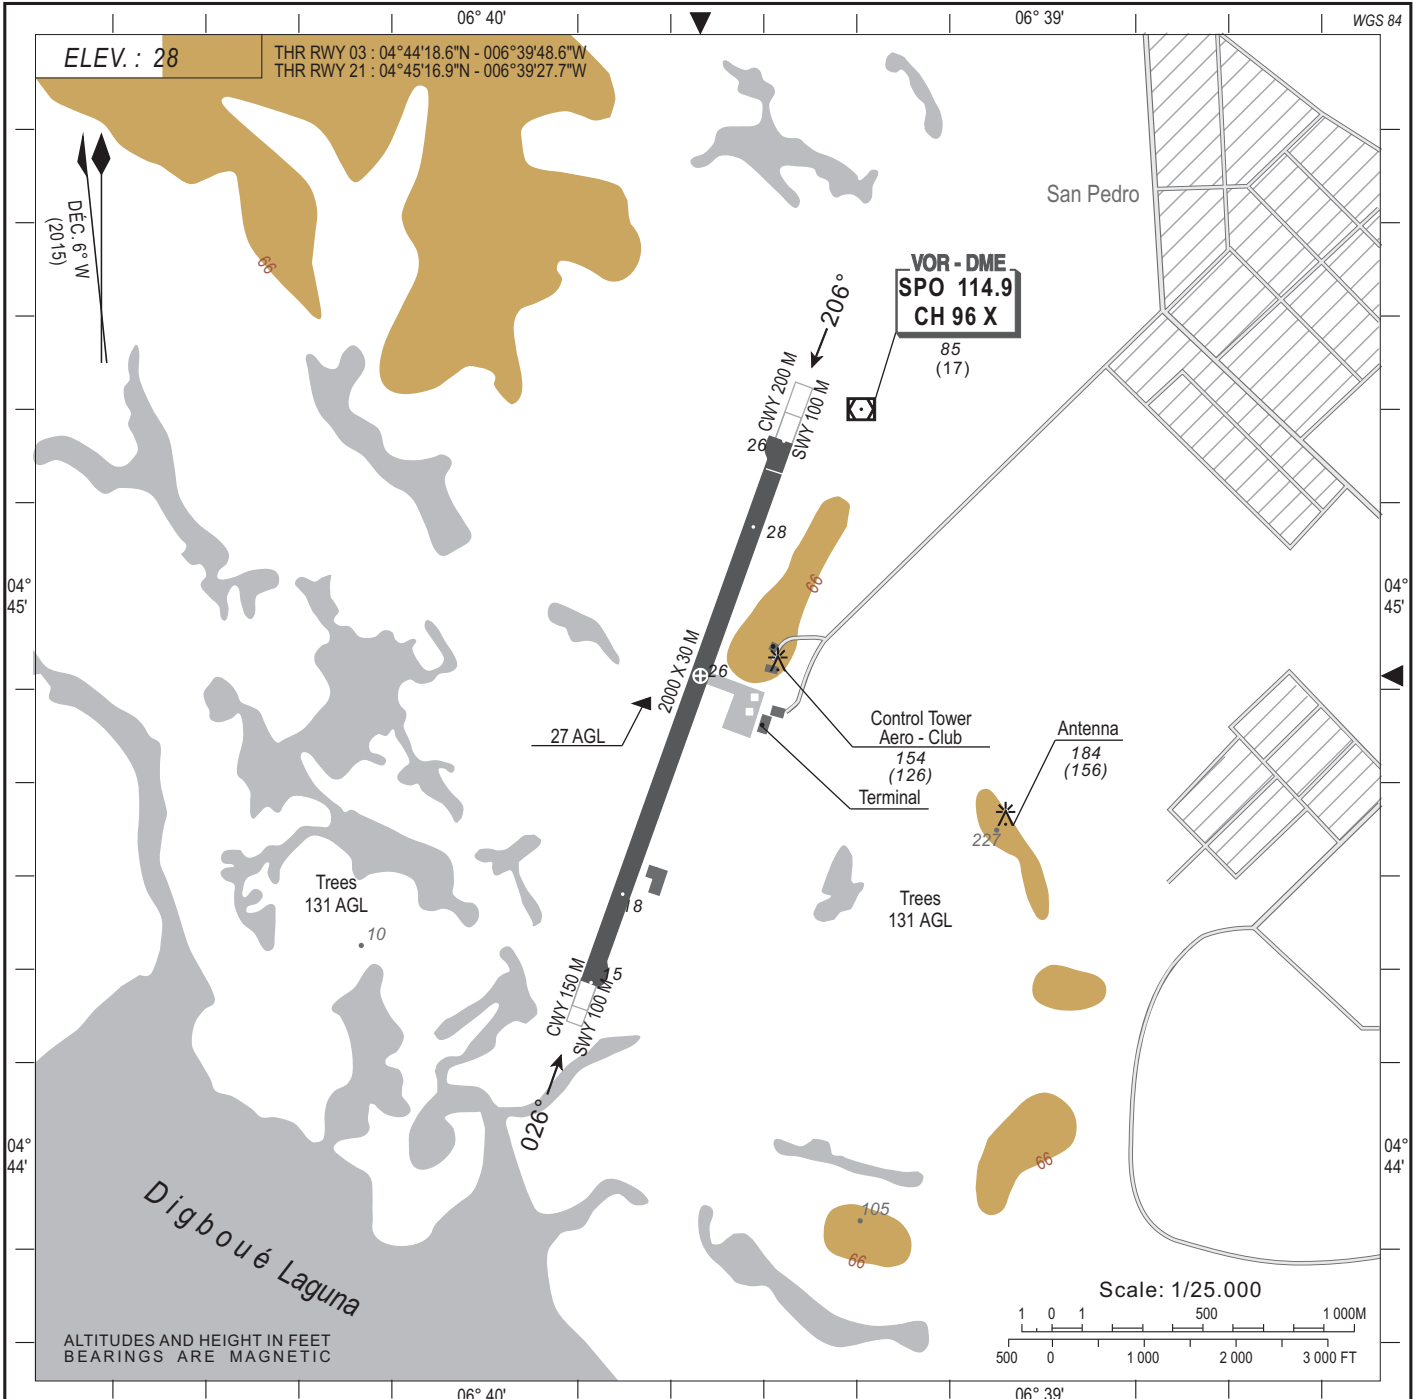 06° 40'
06° 39'
WGS 84
ELEV. : 28
THR RWY 03 : 04°44'18.6"N - 006°39'48.6"W
THR RWY 21 : 04°45'16.9"N - 006°39'27.7"W
DÉC. 6° W
(2015)
San Pedro
66
VOR - DME
SPO 114.9
CH 96 X
85
(17)
206°
CWY 200 M
SWY 100 M
26
28
66
04°
45'
04°
45'
2000 X 30 M
26
27 AGL
Control Tower
Aero - Club
154
(126)
Terminal
Antenna
184
(156)
227
Trees
131 AGL
10
Trees
131 AGL
18
15
CWY 150 M
SWY 100 M
026°
04°
44'
04°
44'
66
105
66
Digboué Laguna
Scale: 1/25.000
1 0 1 500 1 000M
500 0 1 000 2 000 3 000 FT
ALTITUDES AND HEIGHT IN FEET
BEARINGS ARE MAGNETIC
06° 40'
06° 39'